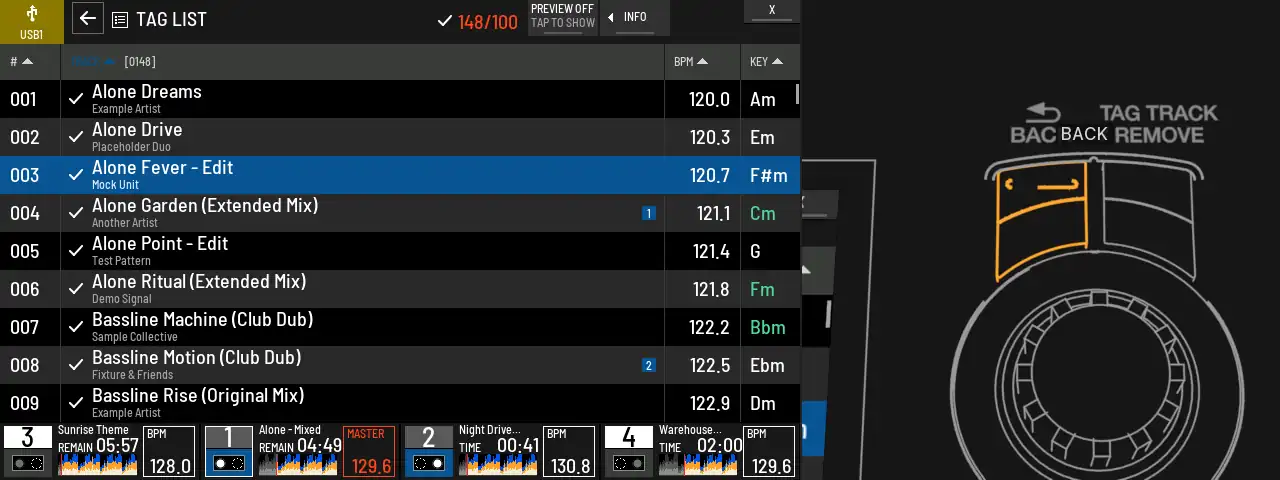 USB1
TAG LIST
148/100
PREVIEW OFF
TAP TO SHOW
INFO
X
#
[0148]
BPM
KEY
001
Alone Dreams
Example Artist
120.0
Am
002
Alone Drive
Placeholder Duo
120.3
Em
003
Alone Fever - Edit
Mock Unit
120.7
F#m
004
Alone Garden (Extended Mix)
Another Artist
1
121.1
Cm
005
Alone Point - Edit
Test Pattern
121.4
G
006
Alone Ritual (Extended Mix)
Demo Signal
121.8
Fm
007
Bassline Machine (Club Dub)
Sample Collective
122.2
Bbm
008
Bassline Motion (Club Dub)
Fixture & Friends
2
122.5
Ebm
009
Bassline Rise (Original Mix)
Example Artist
122.9
Dm
3
Sunrise Theme
REMAIN 05:57
BPM
128.0
1
Alone - Mixed
REMAIN 04:49
MASTER
129.6
2
Night Drive...
TIME 00:41
BPM
130.8
4
Warehouse...
TIME 02:00
BPM
129.6
TAG TRACK
BACK
REMOVE